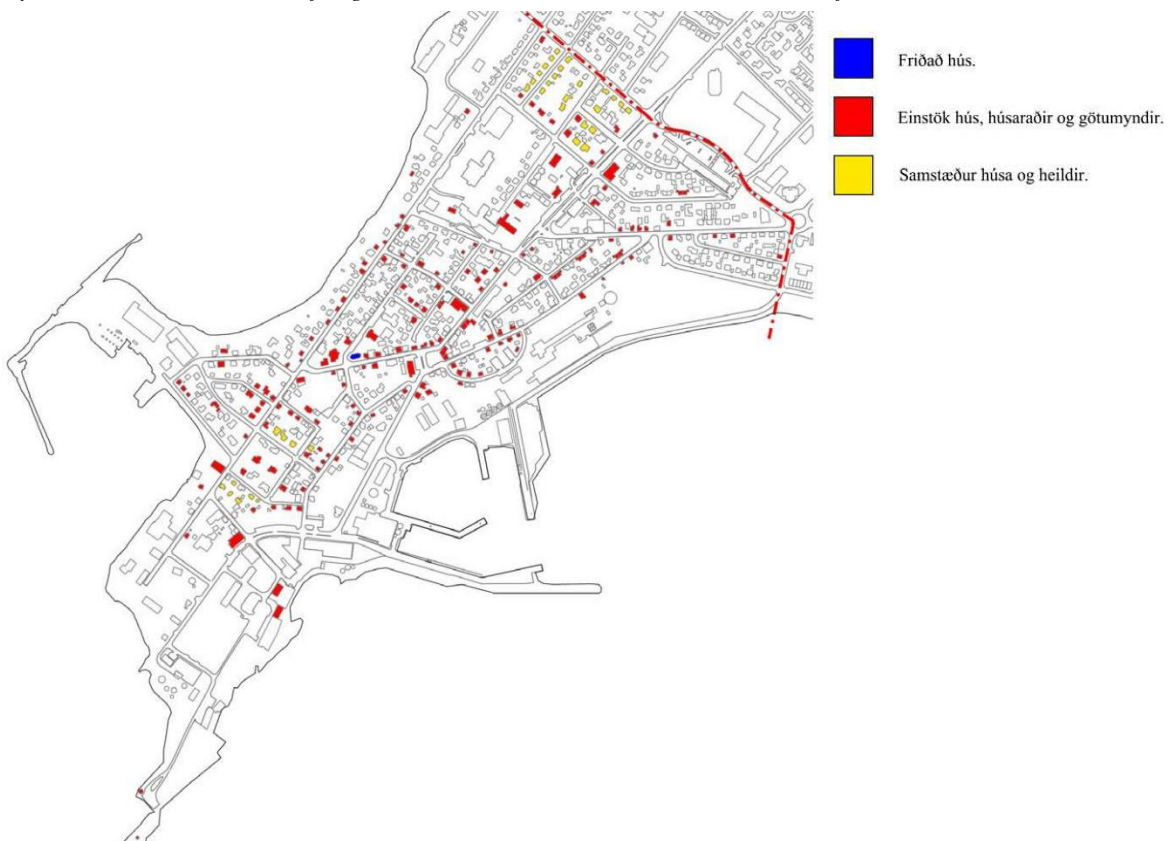 Friðað hús.
Einstök hús, húsaraðir og götumyndir.
Samstæður húsa og heildir.